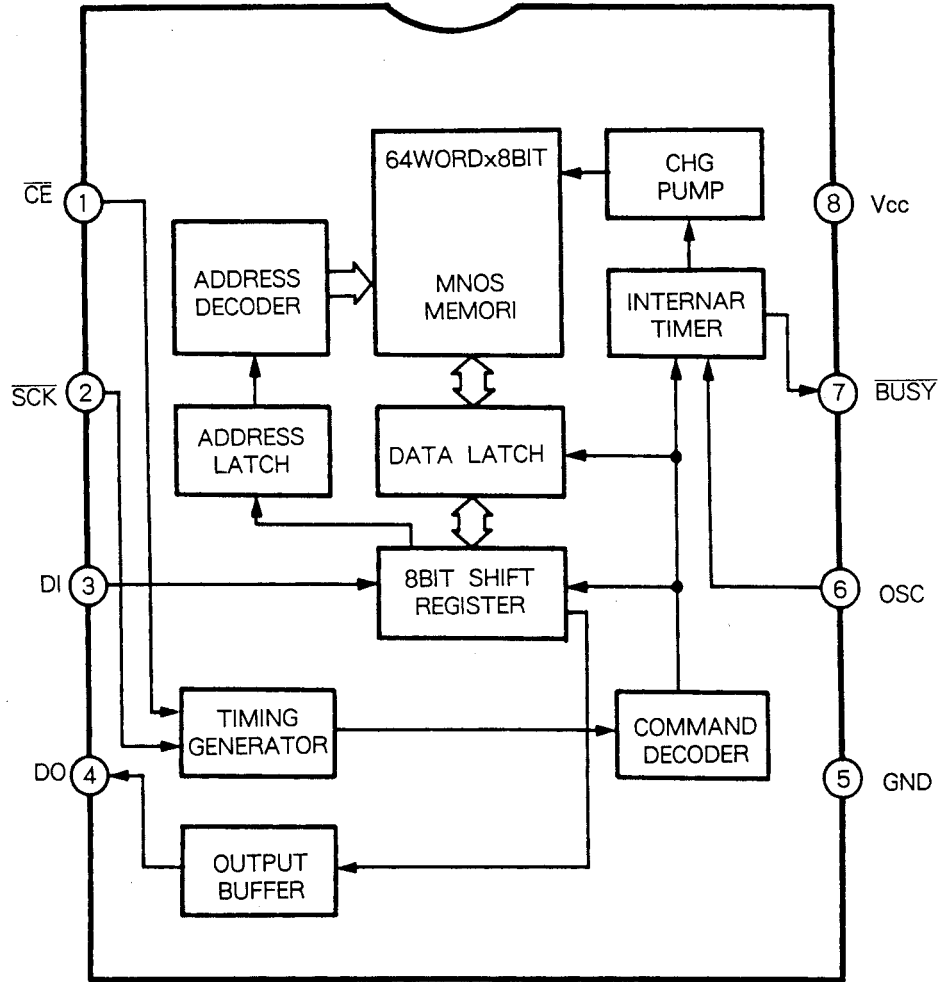 64WORDx8BIT
MNOS
MEMORI
CHG
PUMP
CE
1
8
Vcc
ADDRESS
DECODER
INTERNAR
TIMER
SCK
2
7
BUSY
ADDRESS
LATCH
DATA LATCH
DI
3
8BIT SHIFT
REGISTER
6
OSC
TIMING
GENERATOR
COMMAND
DECODER
DO
4
5
GND
OUTPUT
BUFFER